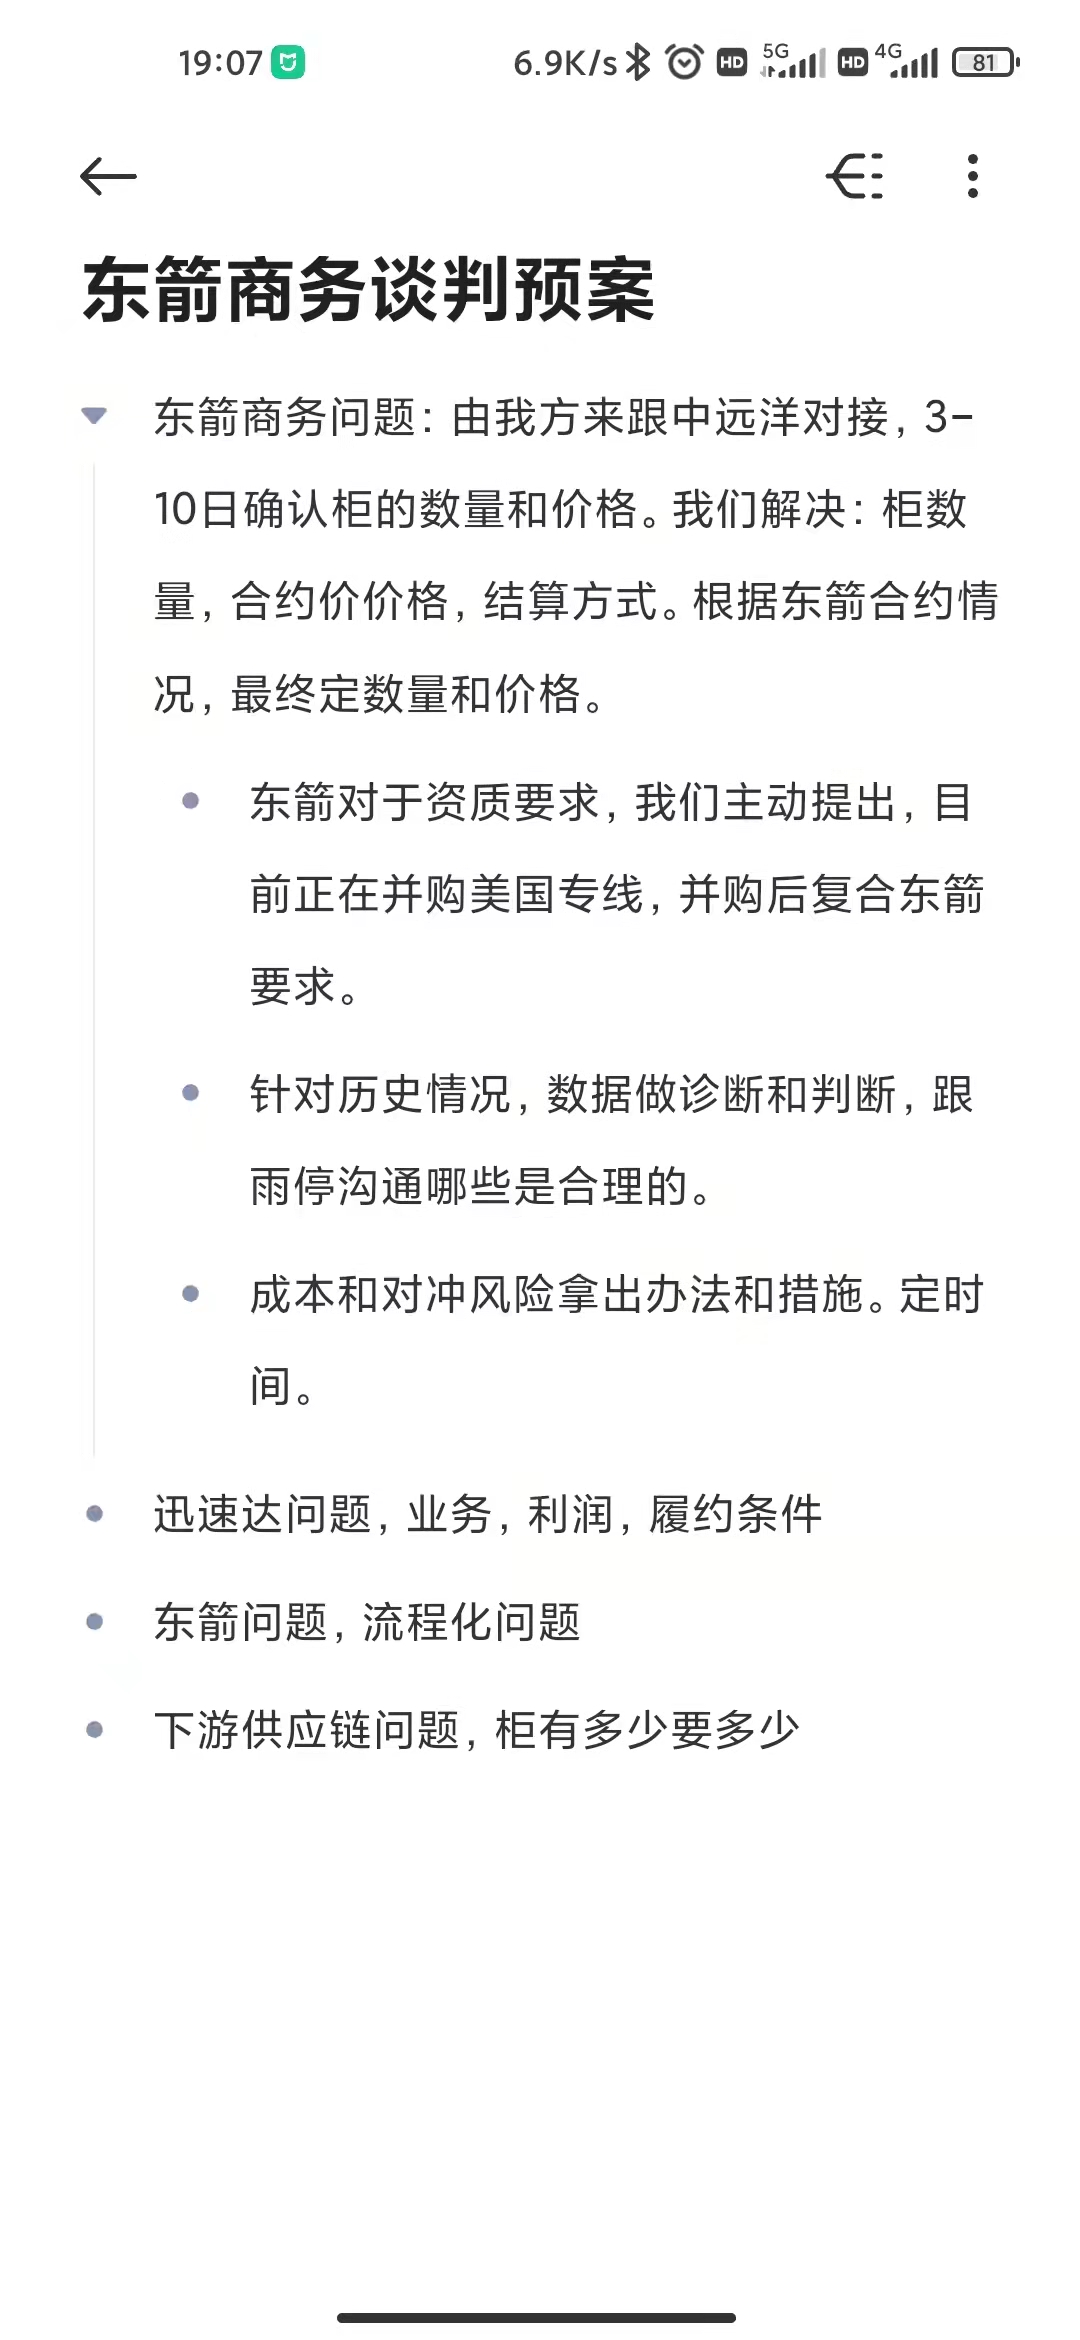 19:07
6.9K/s HD 5G HD 4G 81
东箭商务谈判预案
东箭商务问题：由我方来跟中远洋对接，3-
10日确认柜的数量和价格。我们解决：柜数
量，合约价价格，结算方式。根据东箭合约情
况，最终定数量和价格。
东箭对于资质要求，我们主动提出，目
前正在并购美国专线，并购后复合东箭
要求。
针对历史情况，数据做诊断和判断，跟
雨停沟通哪些是合理的。
成本和对冲风险拿出办法和措施。定时
间。
迅速达问题，业务，利润，履约条件
东箭问题，流程化问题
下游供应链问题，柜有多少要多少